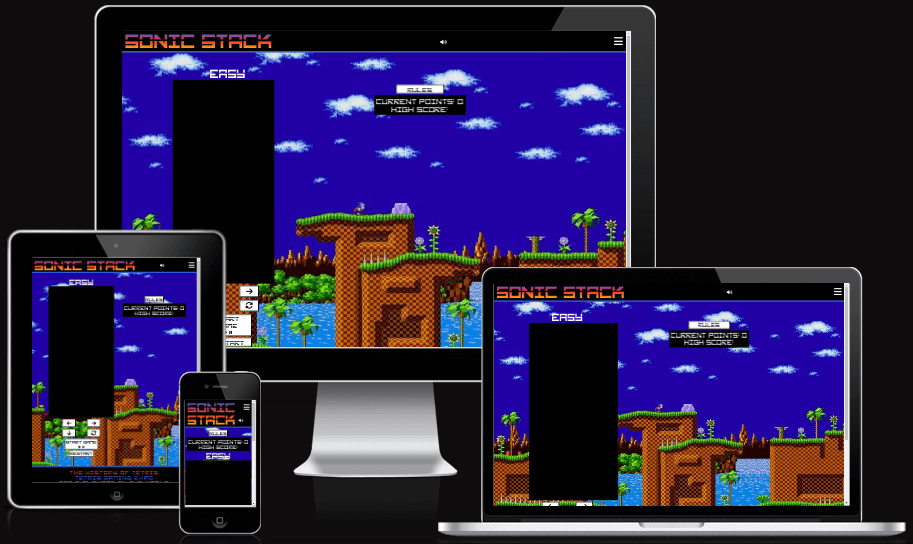 SONIC STACK
EASY
RULES
CURRENT POINTS: 0
HIGH SCORE:
SONIC STACK
EASY
RULES
CURRENT POINTS: 0
HIGH SCORE:
START GAME
RESTART
THE HISTORY OF TETRIS
TETRIS GAMING EXPO
SONIC
STACK
RULES
CURRENT POINTS: 0
HIGH SCORE:
EASY
SONIC STACK
EASY
RULES
CURRENT POINTS: 0
HIGH SCORE: